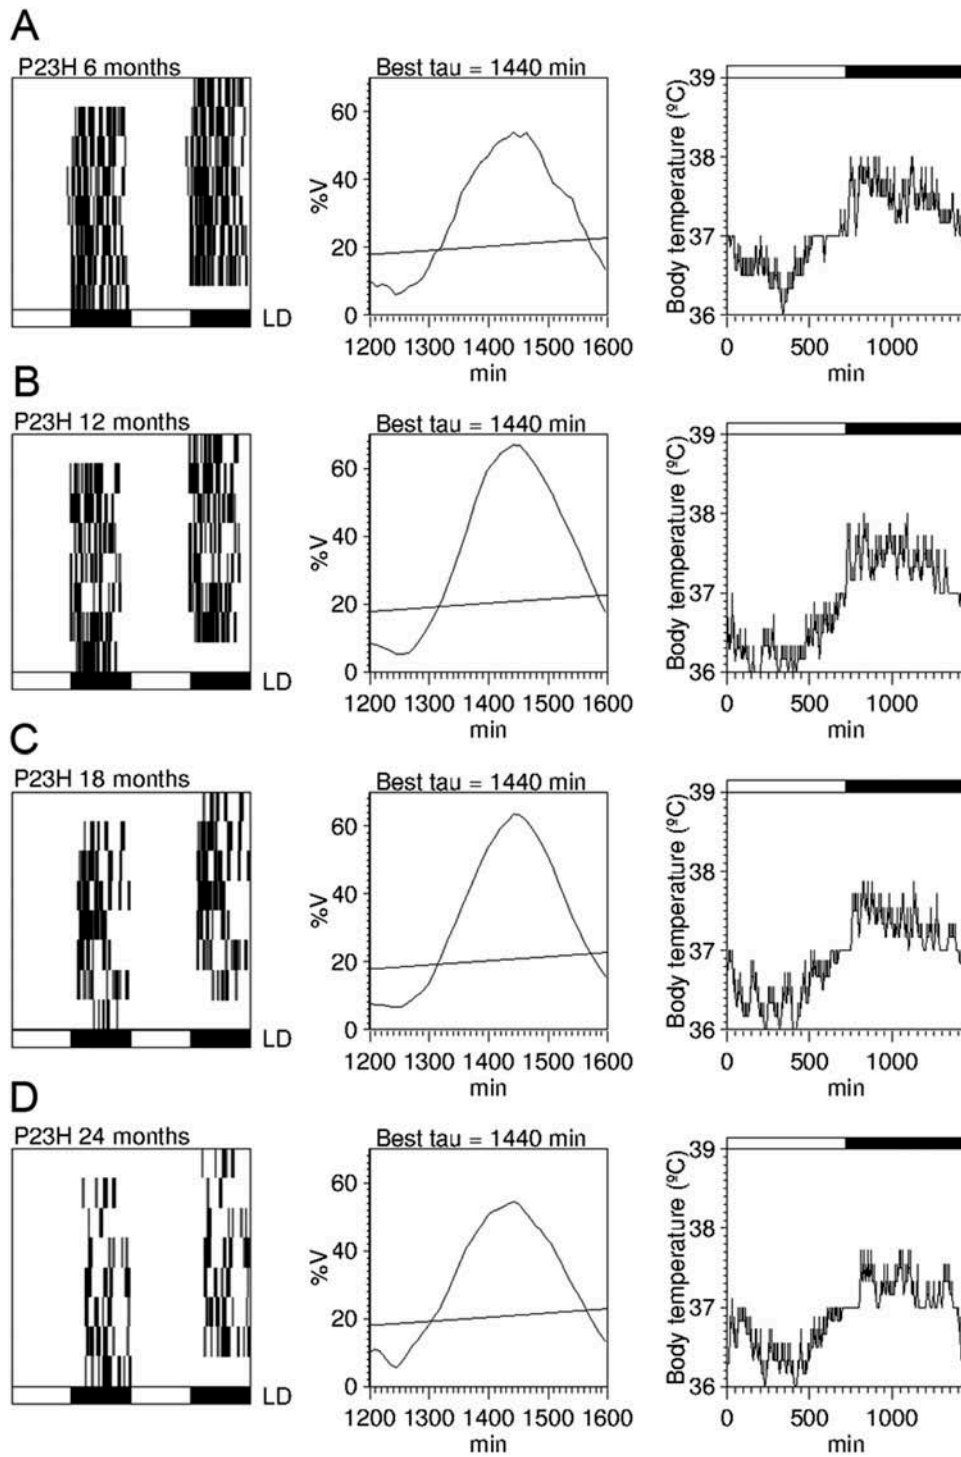 A
P23H 6 months
LD
Best tau = 1440 min
%V
60
40
20
0
1200 1300 1400 1500 1600
min
Body temperature (ºC)
39
38
37
36
0 500 1000
min
B
P23H 12 months
LD
Best tau = 1440 min
%V
60
40
20
0
1200 1300 1400 1500 1600
min
Body temperature (ºC)
39
38
37
36
0 500 1000
min
C
P23H 18 months
LD
Best tau = 1440 min
%V
60
40
20
0
1200 1300 1400 1500 1600
min
Body temperature (ºC)
39
38
37
36
0 500 1000
min
D
P23H 24 months
LD
Best tau = 1440 min
%V
60
40
20
0
1200 1300 1400 1500 1600
min
Body temperature (ºC)
39
38
37
36
0 500 1000
min